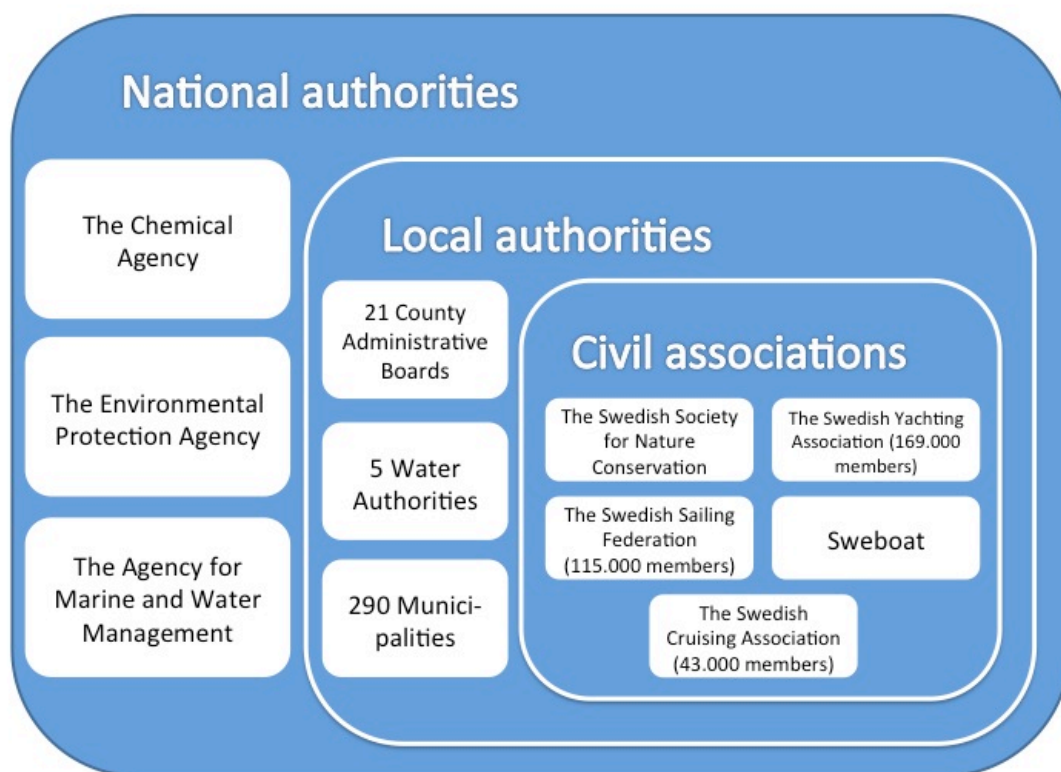 National authorities
The Chemical
Agency
The Environmental
Protection Agency
The Agency for
Marine and Water
Management
Local authorities
21 County
Administrative
Boards
5 Water
Authorities
290 Munici-
palities
Civil associations
The Swedish Society
for Nature
Conservation
The Swedish Yachting
Association (169.000
members)
The Swedish Sailing
Federation
(115.000 members)
Sweboat
The Swedish
Cruising Association
(43.000 members)